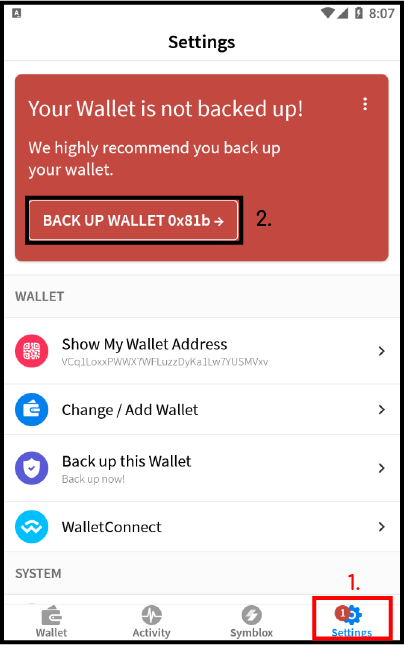 8:07
Settings
Your Wallet is not backed up!
We highly recommend you back up
your wallet.
BACK UP WALLET 0x81b →
2.
WALLET
Show My Wallet Address
VCq1LoxxPWWX7WFLuzzDyKa1Lw7YUSMVxv
Change / Add Wallet
Back up this Wallet
Back up now!
WalletConnect
SYSTEM
1.
1
Wallet
Activity
Symblox
Settings